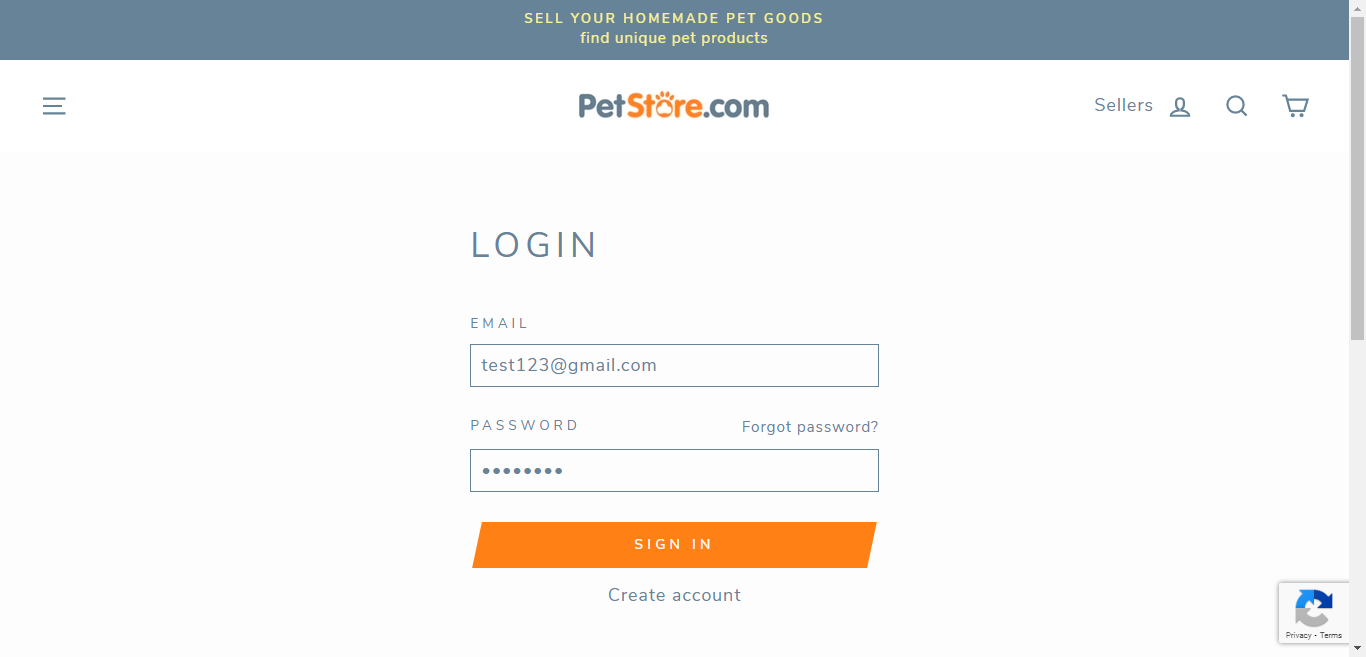 SELL YOUR HOMEMADE PET GOODS
find unique pet products
PetStore.com
Sellers
LOGIN
EMAIL
test123@gmail.com
PASSWORD
Forgot password?
••••••••
SIGN IN
Create account
Privacy - Terms